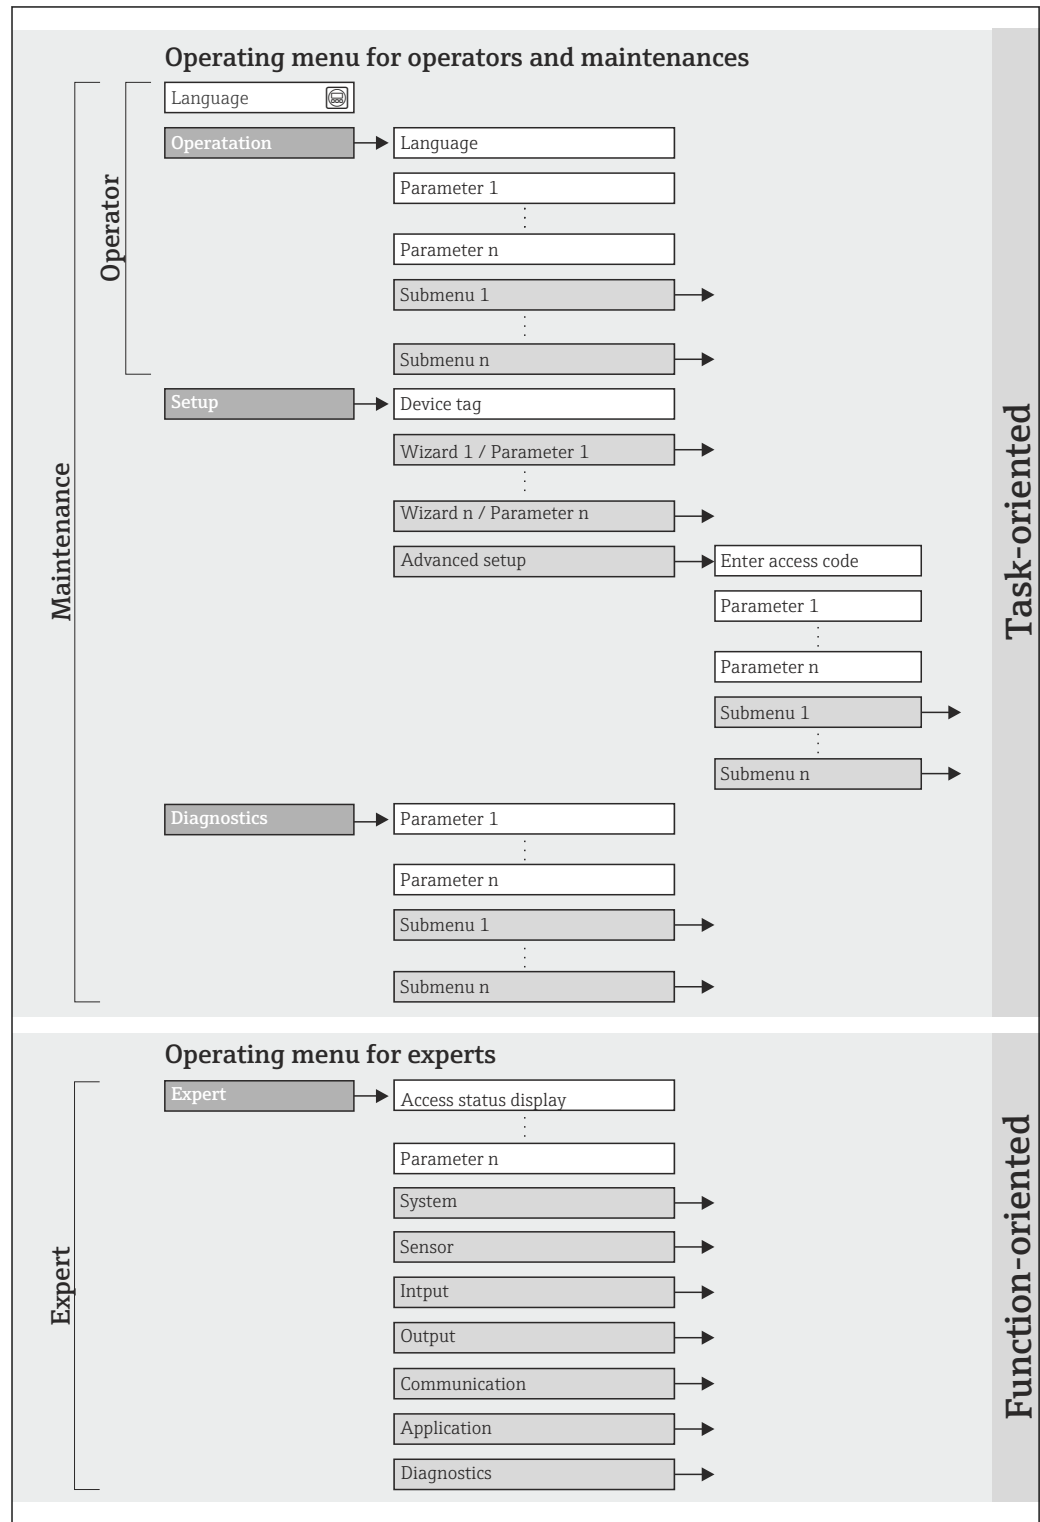 Operating menu for operators and maintenances
Language
Operatation
Language
Parameter 1
Parameter n
Submenu 1
Submenu n
Operator
Setup
Device tag
Wizard 1 / Parameter 1
Wizard n / Parameter n
Advanced setup
Enter access code
Parameter 1
Parameter n
Submenu 1
Submenu n
Maintenance
Task-oriented
Diagnostics
Parameter 1
Parameter n
Submenu 1
Submenu n
Operating menu for experts
Expert
Access status display
Parameter n
System
Sensor
Intput
Output
Communication
Application
Diagnostics
Expert
Function-oriented